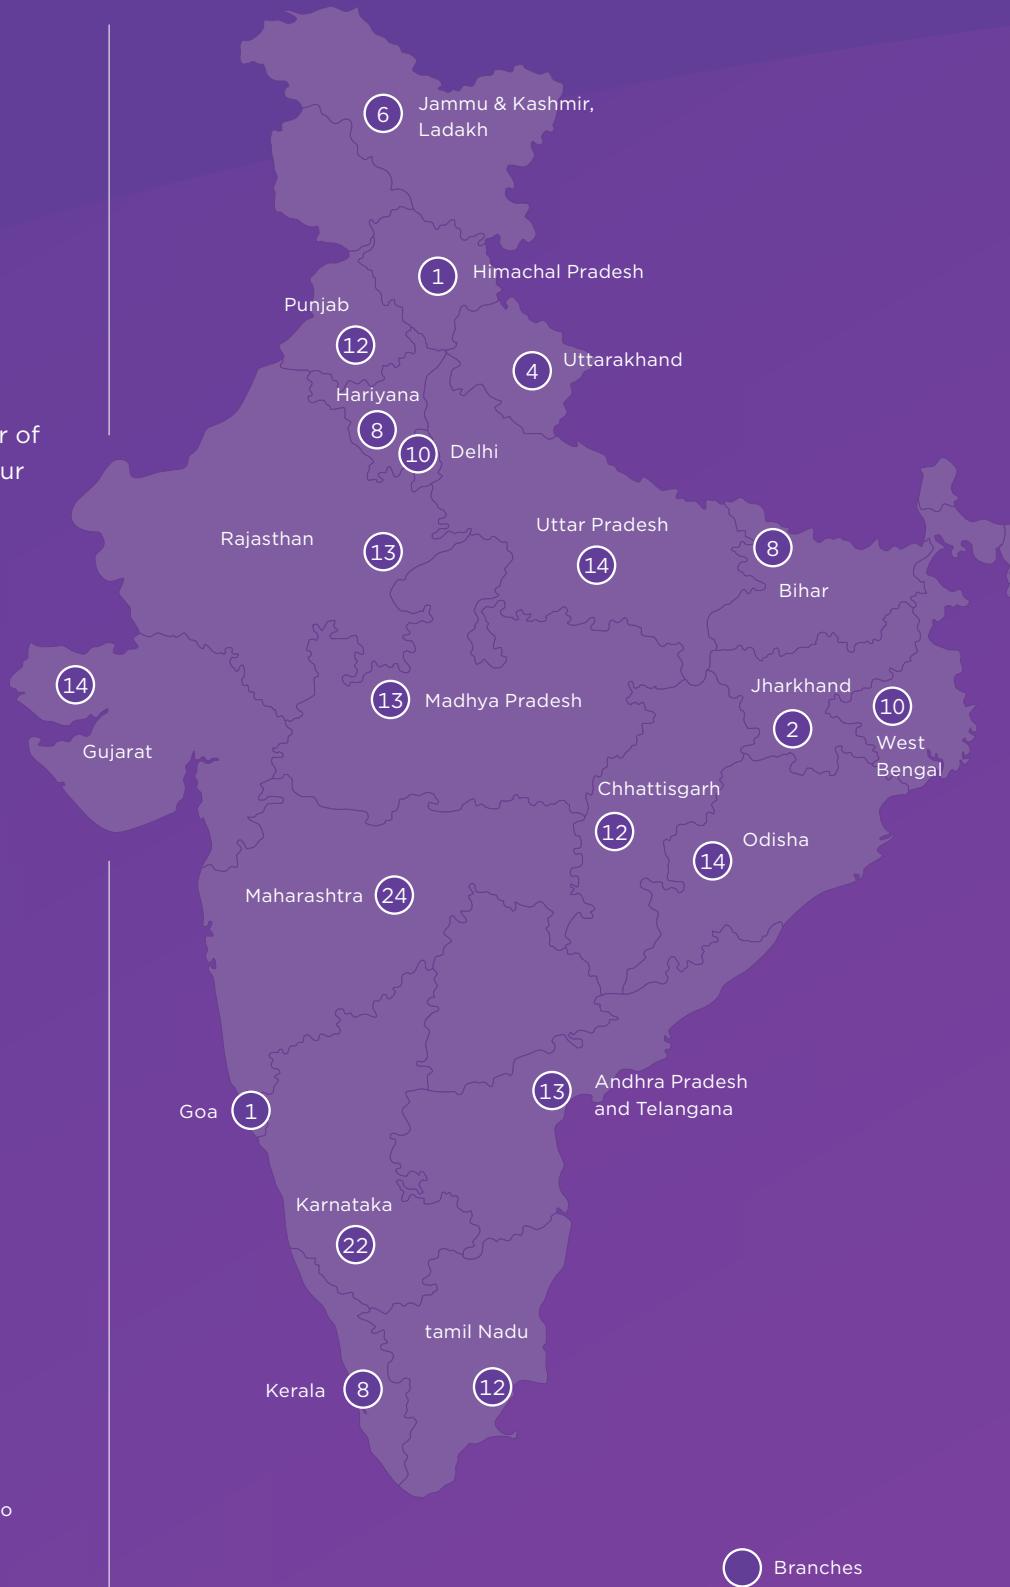 6
Jammu & Kashmir,
Ladakh
1
Himachal Pradesh
Punjab
12
4
Uttarakhand
Hariyana
8
10
Delhi
r of
ur
Rajasthan
13
Uttar Pradesh
14
8
Bihar
14
Gujarat
13
Madhya Pradesh
Jharkhand
2
10
West
Bengal
Chhattisgarh
12
Odisha
14
Maharashtra
24
13
Andhra Pradesh
and Telangana
Goa
1
Karnataka
22
tamil Nadu
12
Kerala
8
o
Branches